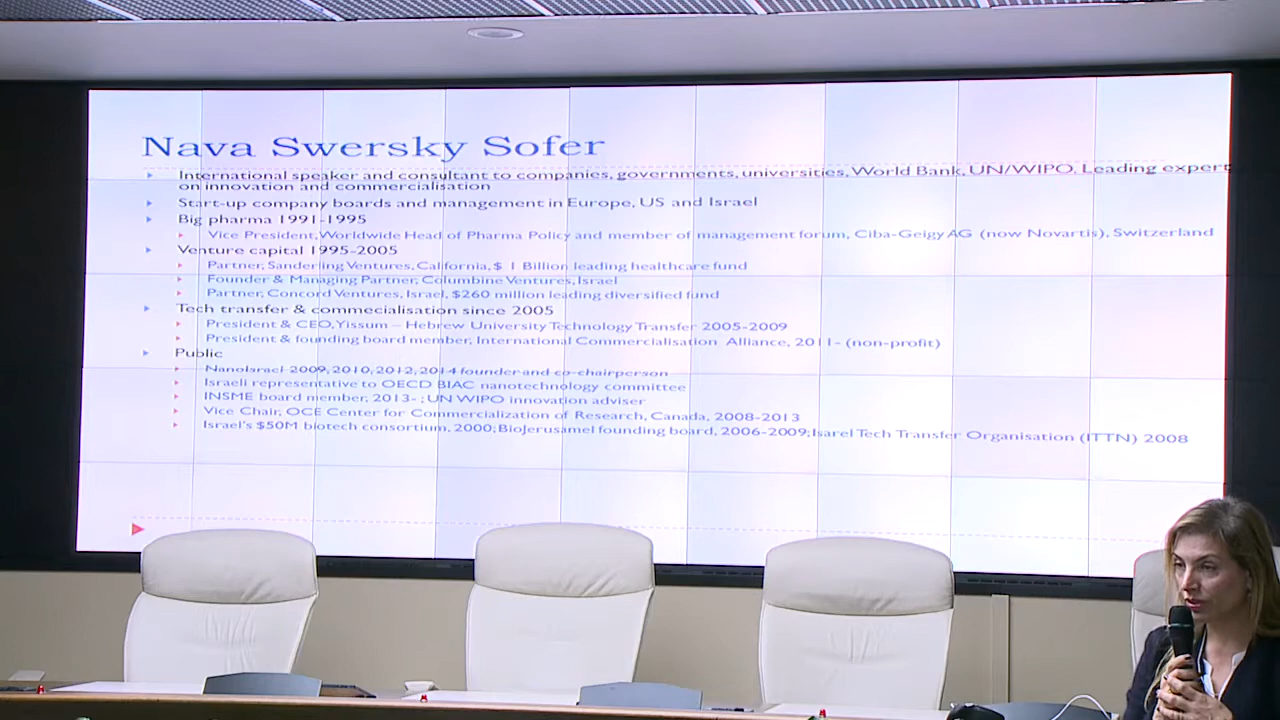 Nava Swersky Sofer
International speaker and consultant to companies, governments, universities, World Bank, UN/WIPO. Leading expert
on innovation and commercialisation
Start-up company boards and management in Europe, US and Israel
Big pharma 1991-1995
Vice President, Worldwide Head of Pharma Policy and member of management forum, Ciba-Geigy AG (now Novartis), Switzerland
Venture capital 1995-2005
Partner, Sanderling Ventures, California, $ 1 Billion leading healthcare fund
Founder & Managing Partner, Columbine Ventures, Israel
Partner, Concord Ventures, Israel, $260 million leading diversified fund
Tech transfer & commecialisation since 2005
President & CEO, Yissum – Hebrew University Technology Transfer 2005-2009
President & founding board member, International Commercialisation Alliance, 2011- (non-profit)
Public
NanoIsrael 2009, 2010, 2012, 2014 founder and co-chairperson
Israeli representative to OECD BIAC nanotechnology committee
INSME board member, 2013- ; UN WIPO innovation adviser
Vice Chair, OCE Center for Commercialization of Research, Canada, 2008-2013
Israel's $50M biotech consortium, 2000; BioJerusamel founding board, 2006-2009; Isarel Tech Transfer Organisation (ITTN) 2008